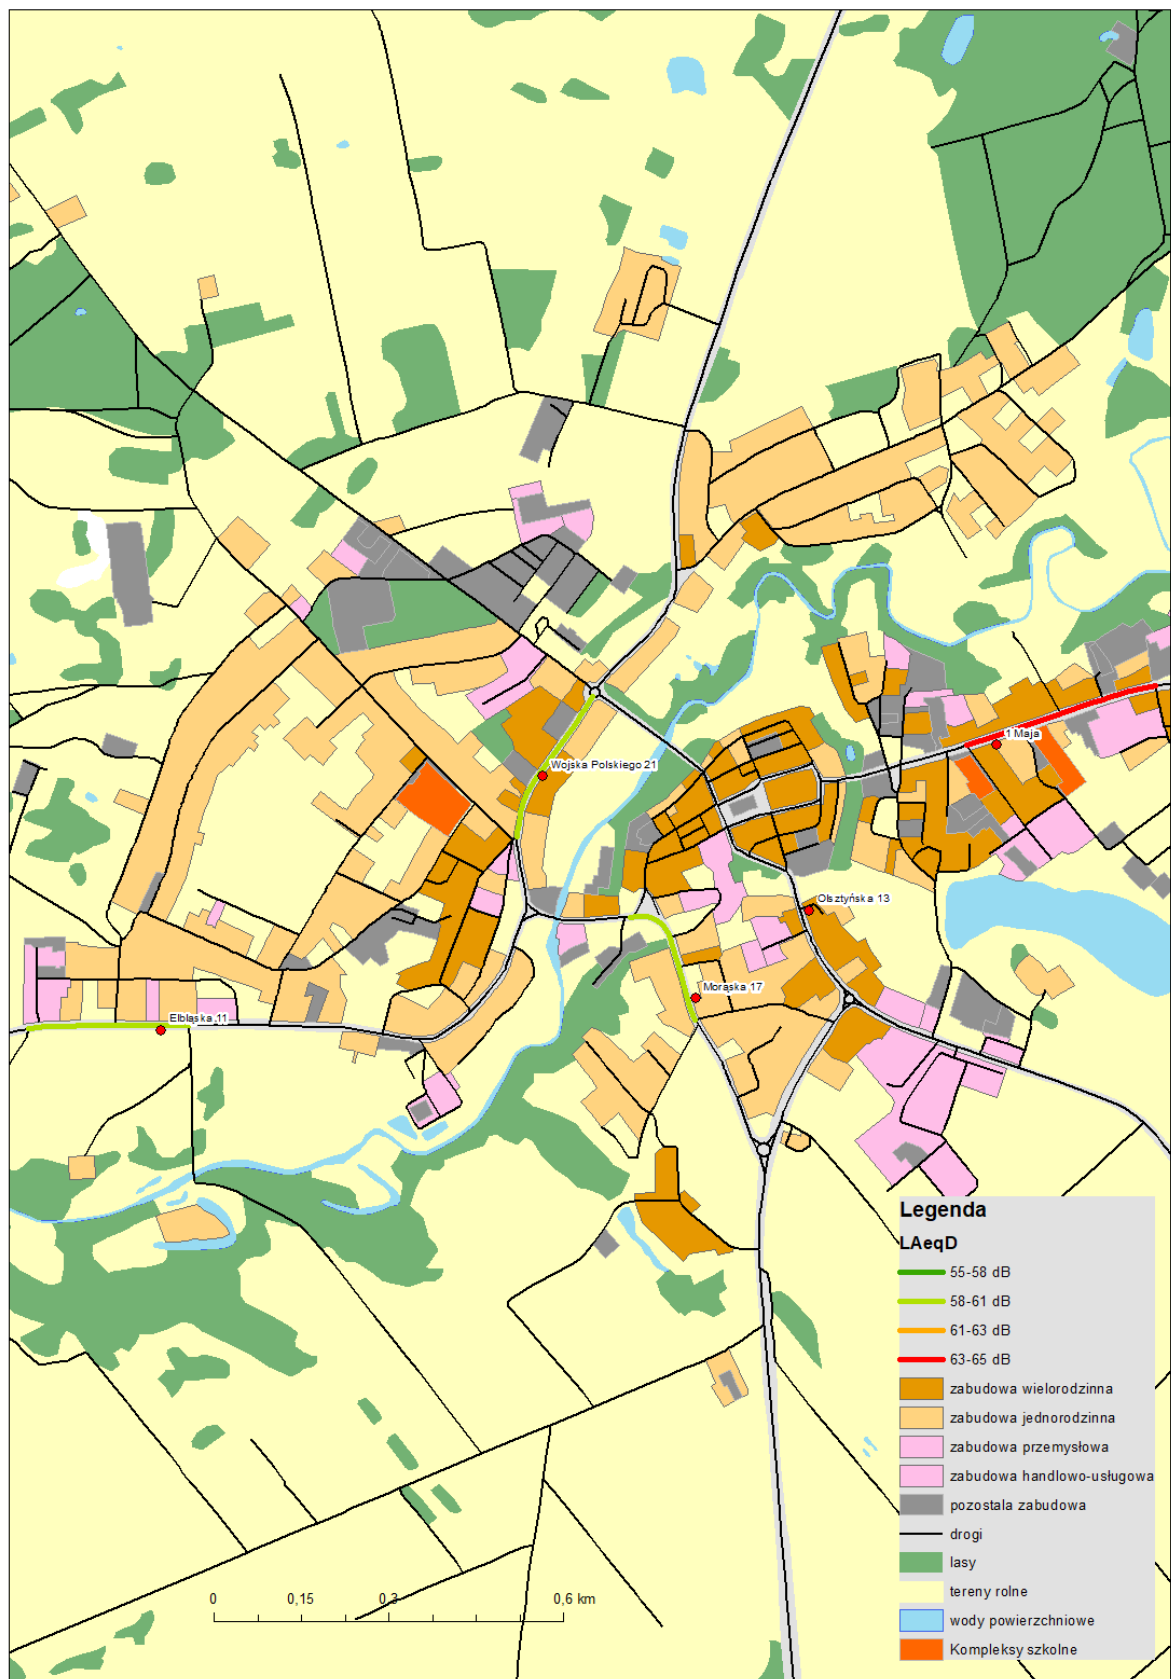 1 Maja
Wojska Polskiego 21
Olsztyńska 13
Morąska 17
Elbląska 11
Legenda
LAeqD
55-58 dB
58-61 dB
61-63 dB
63-65 dB
zabudowa wielorodzinna
zabudowa jednorodzinna
zabudowa przemysłowa
zabudowa handlowo-usługowa
pozostala zabudowa
drogi
lasy
tereny rolne
wody powierzchniowe
Kompleksy szkolne
0 0,15 0,3 0,6 km